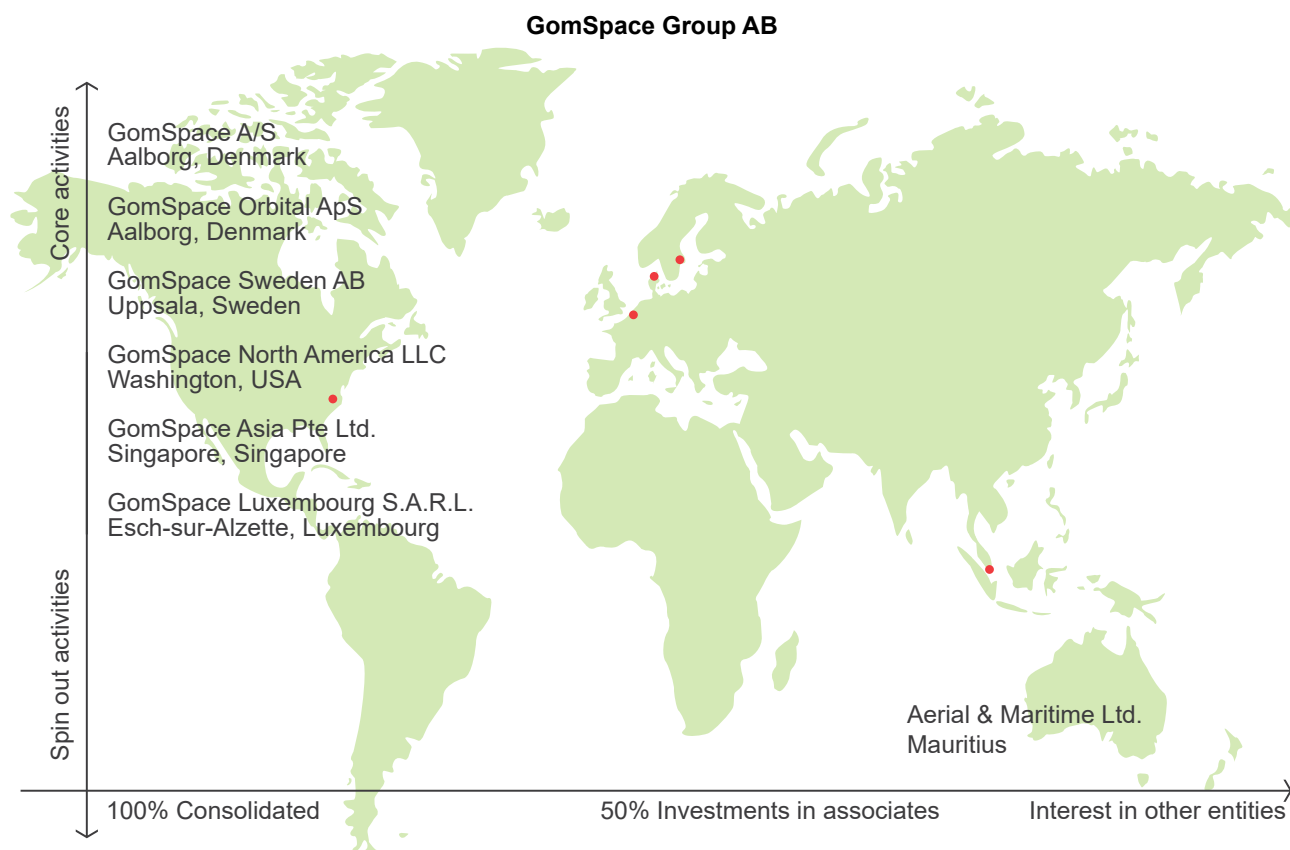 GomSpace Group AB
Core activities
GomSpace A/S
Aalborg, Denmark
GomSpace Orbital ApS
Aalborg, Denmark
GomSpace Sweden AB
Uppsala, Sweden
GomSpace North America LLC
Washington, USA
GomSpace Asia Pte Ltd.
Singapore, Singapore
GomSpace Luxembourg S.A.R.L.
Esch-sur-Alzette, Luxembourg
Spin out activities
Aerial & Maritime Ltd.
Mauritius
100% Consolidated
50% Investments in associates
Interest in other entities